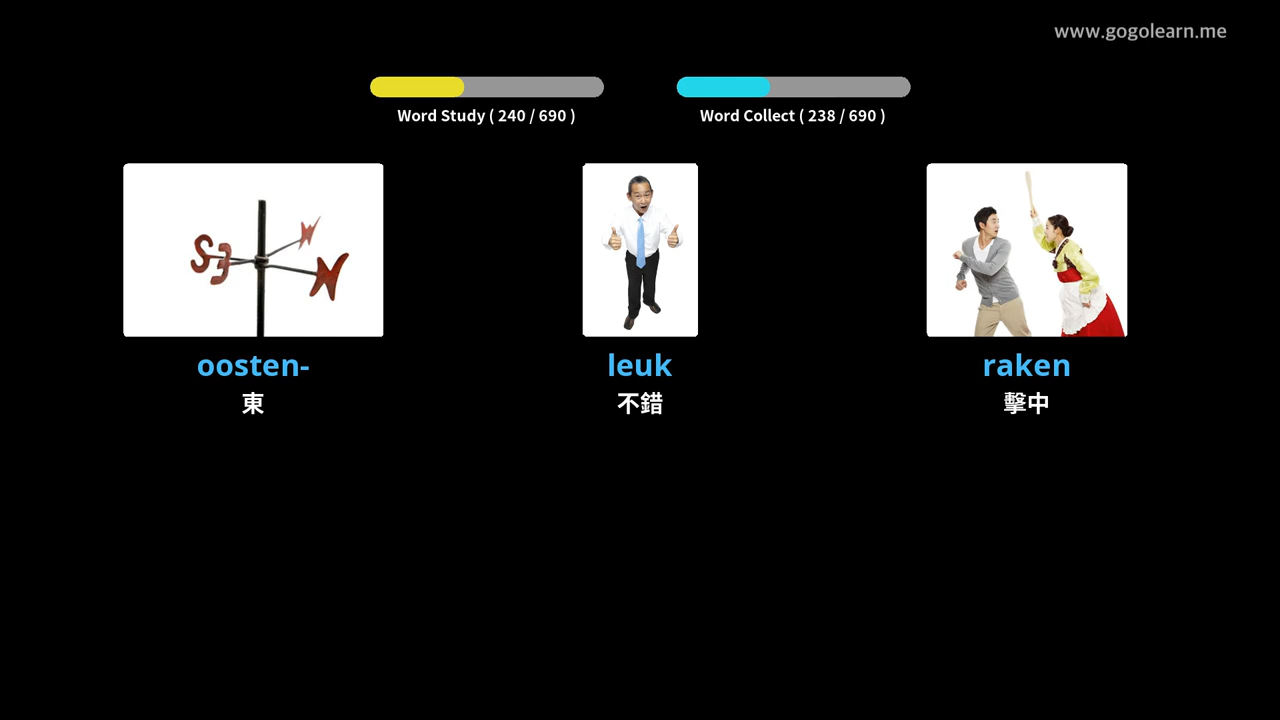 www.gogolearn.me
Word Study ( 240 / 690 )
Word Collect ( 238 / 690 )
S
E
N
W
oosten-
leuk
raken
東
不錯
擊中